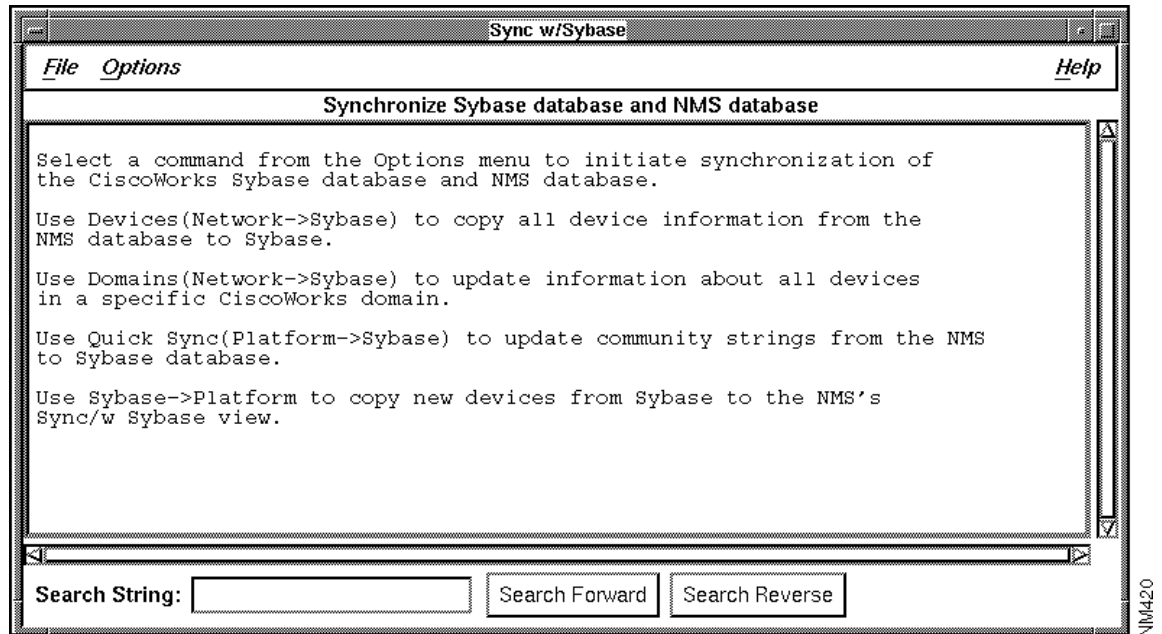 Sync w/Sybase
File Options Help
Synchronize Sybase database and NMS database
Select a command from the Options menu to initiate synchronization of
the CiscoWorks Sybase database and NMS database.
Use Devices(Network->Sybase) to copy all device information from the
NMS database to Sybase.
Use Domains(Network->Sybase) to update information about all devices
in a specific CiscoWorks domain.
Use Quick Sync(Platform->Sybase) to update community strings from the NMS
to Sybase database.
Use Sybase->Platform to copy new devices from Sybase to the NMS's
Sync/w Sybase view.
Search String: Search Forward Search Reverse
NM420